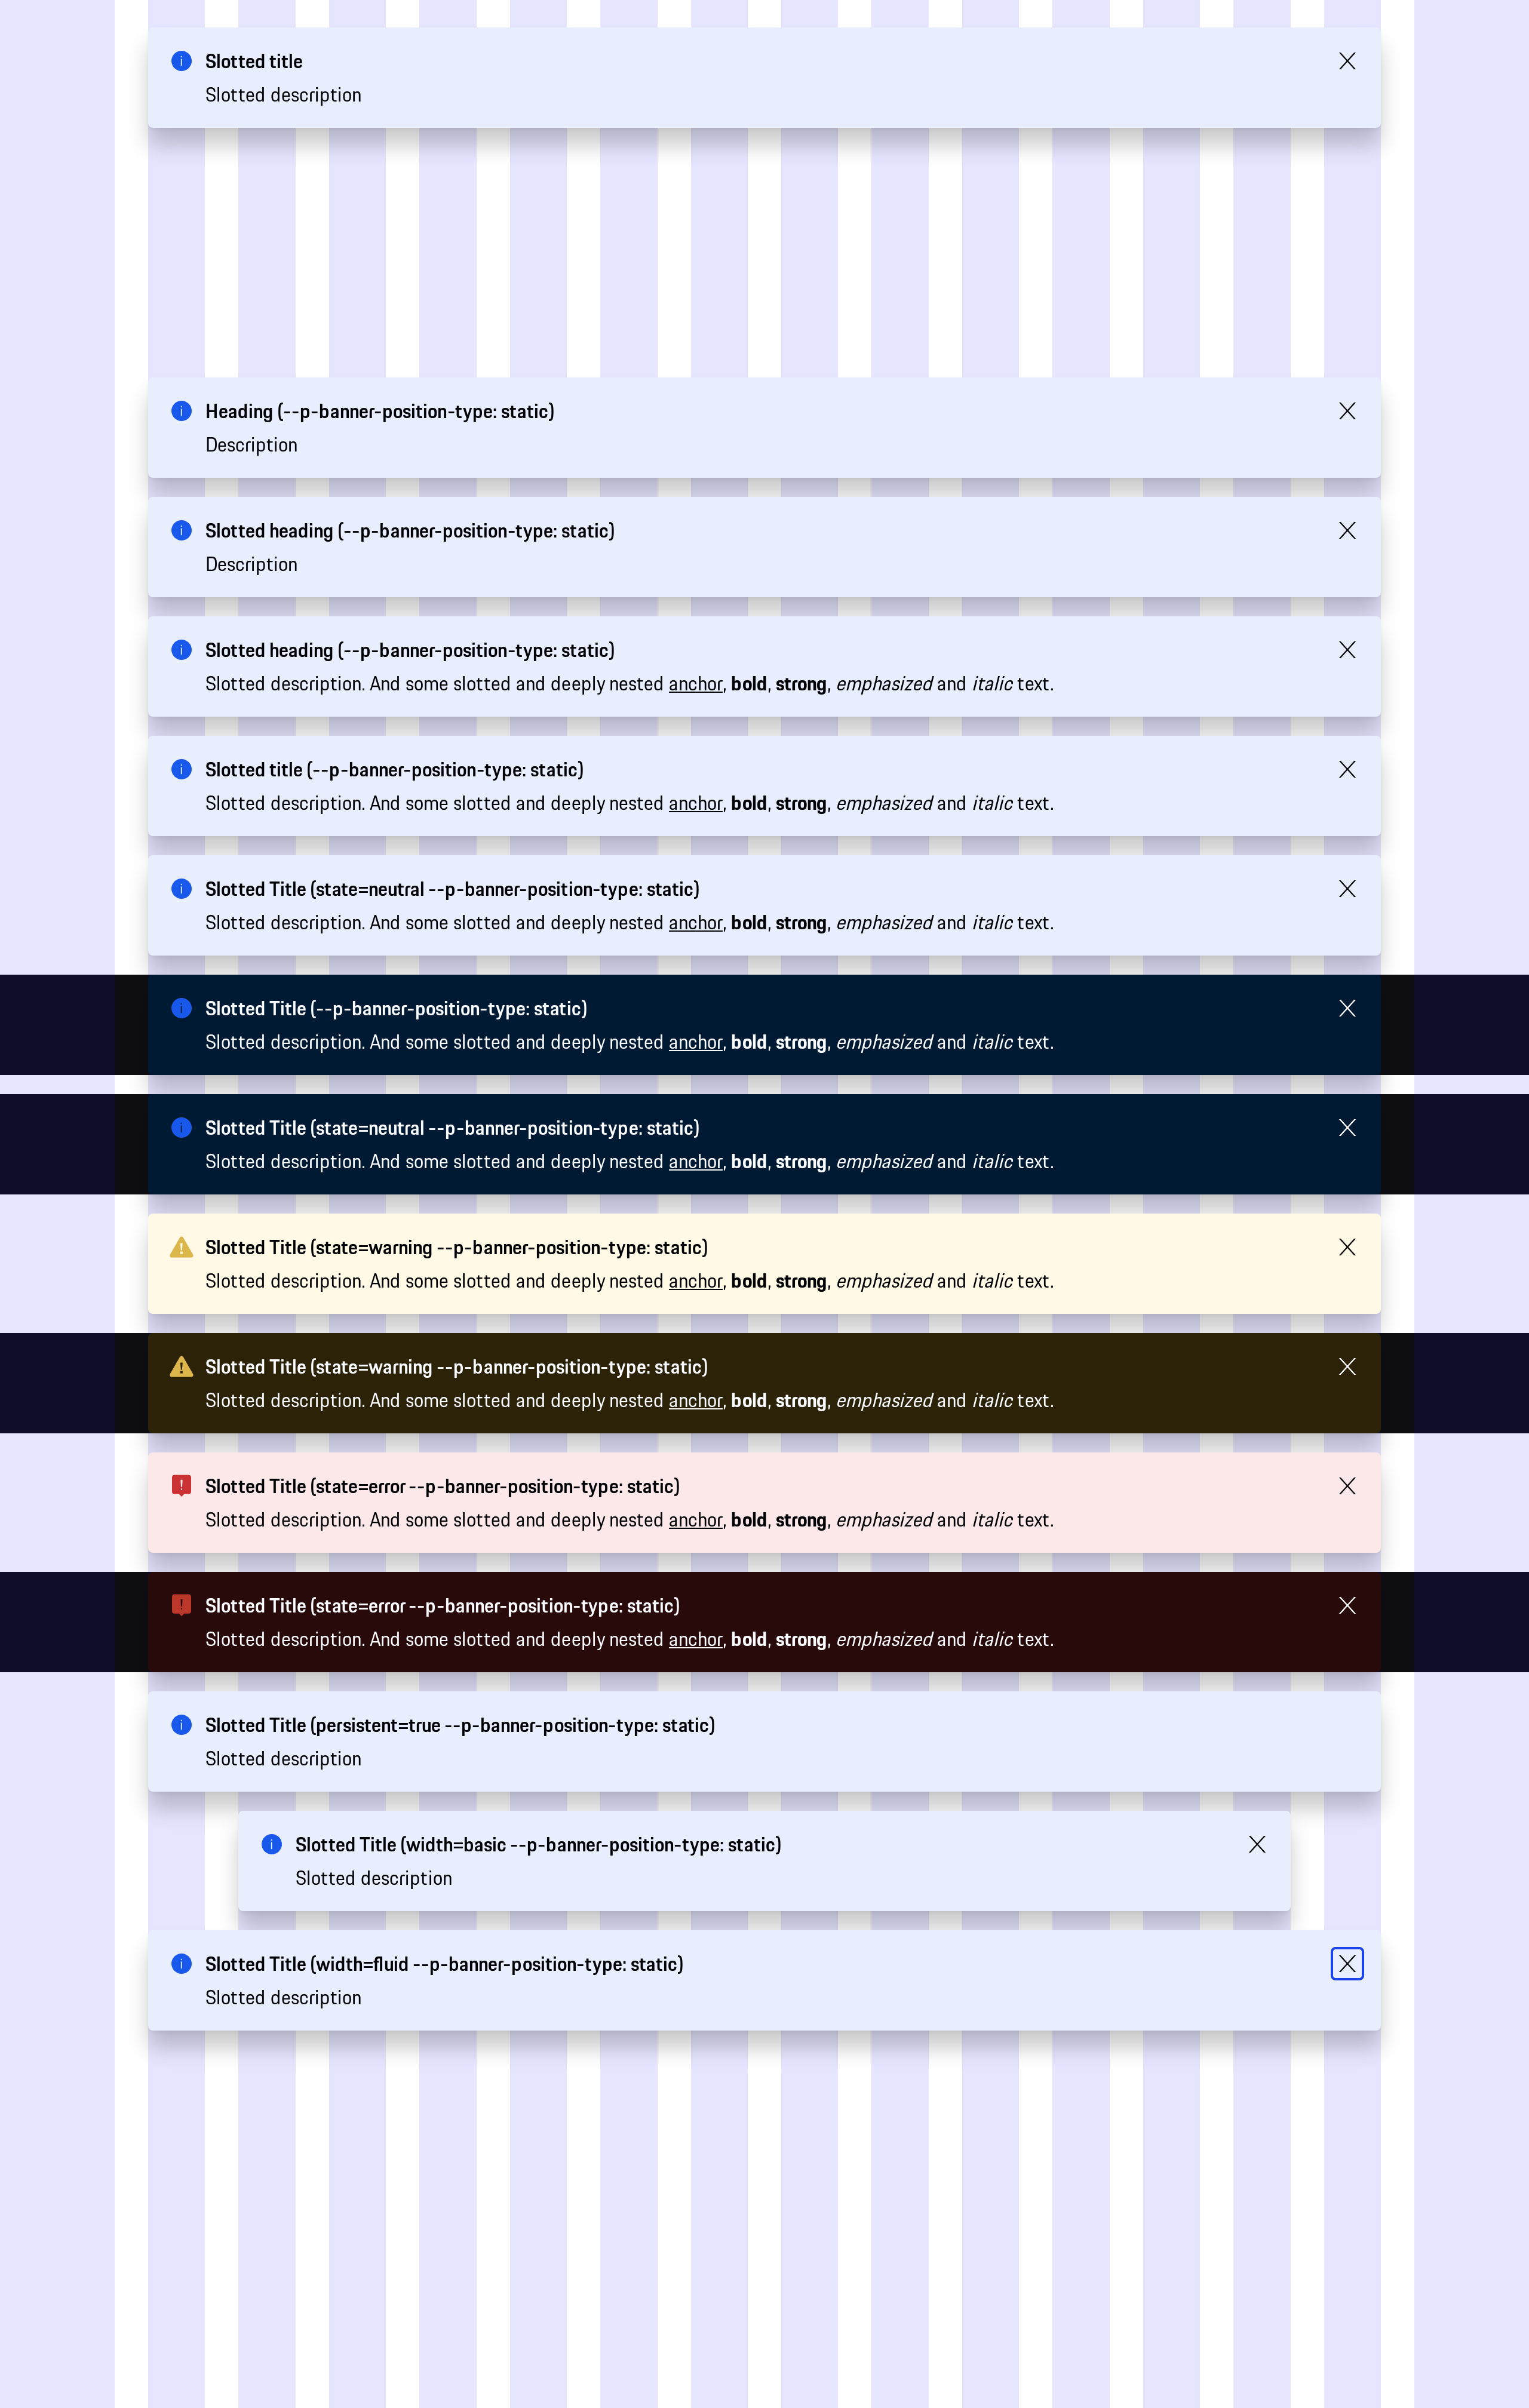 Slotted title
Slotted description
Heading (--p-banner-position-type: static)
Description
Slotted heading (--p-banner-position-type: static)
Description
Slotted heading (--p-banner-position-type: static)
Slotted description. And some slotted and deeply nested anchor, bold, strong, emphasized and italic text.
Slotted title (--p-banner-position-type: static)
Slotted description. And some slotted and deeply nested anchor, bold, strong, emphasized and italic text.
Slotted Title (state=neutral --p-banner-position-type: static)
Slotted description. And some slotted and deeply nested anchor, bold, strong, emphasized and italic text.
Slotted Title (--p-banner-position-type: static)
Slotted description. And some slotted and deeply nested anchor, bold, strong, emphasized and italic text.
Slotted Title (state=neutral --p-banner-position-type: static)
Slotted description. And some slotted and deeply nested anchor, bold, strong, emphasized and italic text.
Slotted Title (state=warning --p-banner-position-type: static)
Slotted description. And some slotted and deeply nested anchor, bold, strong, emphasized and italic text.
Slotted Title (state=warning --p-banner-position-type: static)
Slotted description. And some slotted and deeply nested anchor, bold, strong, emphasized and italic text.
Slotted Title (state=error --p-banner-position-type: static)
Slotted description. And some slotted and deeply nested anchor, bold, strong, emphasized and italic text.
Slotted Title (state=error --p-banner-position-type: static)
Slotted description. And some slotted and deeply nested anchor, bold, strong, emphasized and italic text.
Slotted Title (persistent=true --p-banner-position-type: static)
Slotted description
Slotted Title (width=basic --p-banner-position-type: static)
Slotted description
Slotted Title (width=fluid --p-banner-position-type: static)
Slotted description